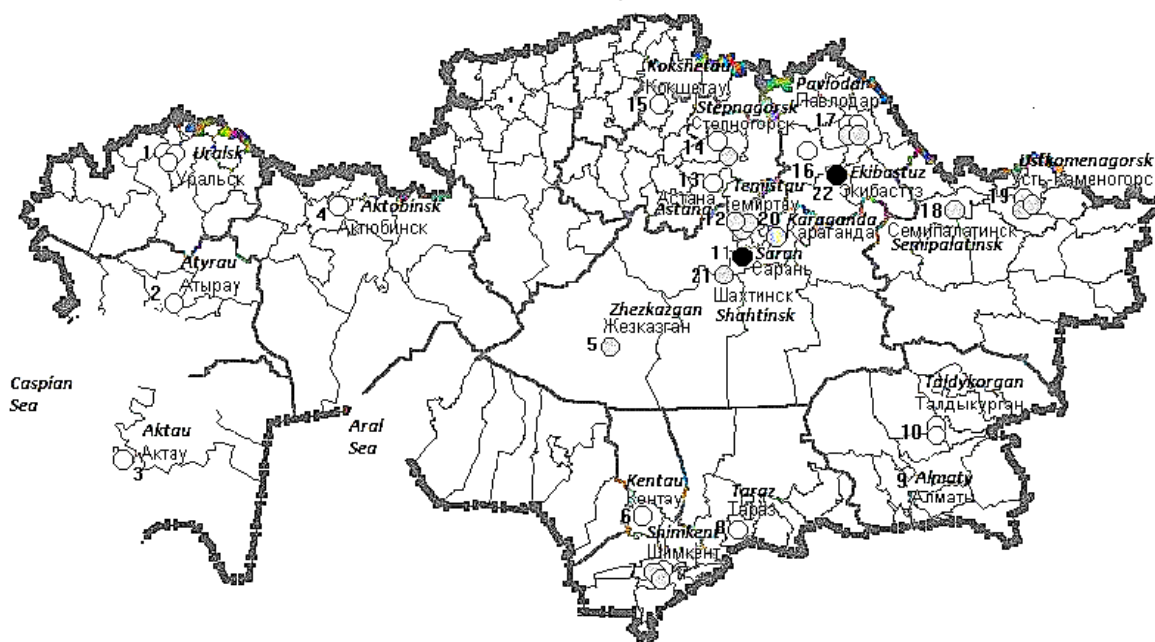 Kokshetau
Кокшетау
15
Stepnagorsk
Степногорск
14
Pavlodar
Павлодар
17
1
Uralsk
Уральск
4
Aktobinsk
Актюбинск
13
Астана
Astana
Temistau
Темиртау
12
20
Karaganda
Караганда
16
22
Ekibastuz
Экибастуз
18
Семипалатинск
Semipalatinsk
Ustkomenagorsk
Усть-Каменогорс
19
Atyrau
Атырау
2
11
Saran
Сарань
21
Шахтинск
Shahtinsk
Zhezkazgan
Жезказган
5
Caspian
Sea
Aral
Sea
Aktau
Актау
3
Taldykorgan
Талдыкурган
10
9
Almaty
Алматы
Kentau
Кентау
6
Taraz
Тараз
8
Shimkent
Шимкент